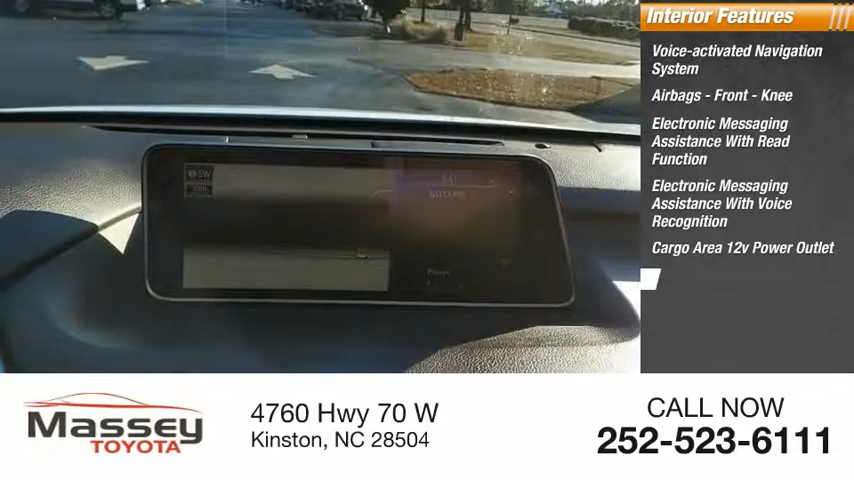 Interior Features
Voice-activated Navigation
System
Airbags - Front - Knee
Electronic Messaging
Assistance With Read
Function
Electronic Messaging
Assistance With Voice
Recognition
Cargo Area 12v Power Outlet
SW
Massey
TOYOTA
4760 Hwy 70 W
Kinston, NC 28504
CALL NOW
252-523-6111